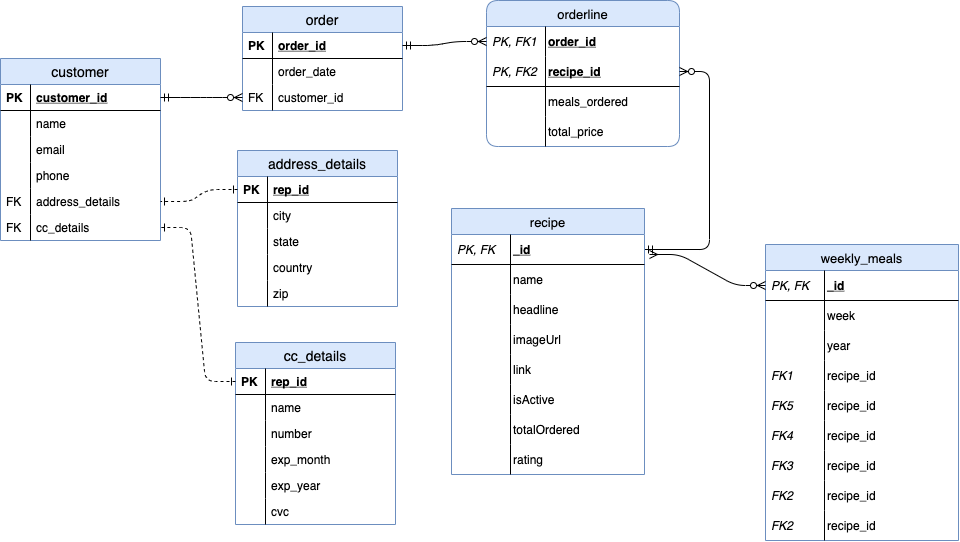 customer
PK customer_id
name
email
phone
FK address_details
FK cc_details
order
PK order_id
order_date
FK customer_id
address_details
PK rep_id
city
state
country
zip
cc_details
PK rep_id
name
number
exp_month
exp_year
cvc
orderline
PK, FK1 order_id
PK, FK2 recipe_id
meals_ordered
total_price
recipe
PK, FK _id
name
headline
imageUrl
link
isActive
totalOrdered
rating
weekly_meals
PK, FK _id
week
year
FK1 recipe_id
FK5 recipe_id
FK4 recipe_id
FK3 recipe_id
FK2 recipe_id
FK2 recipe_id